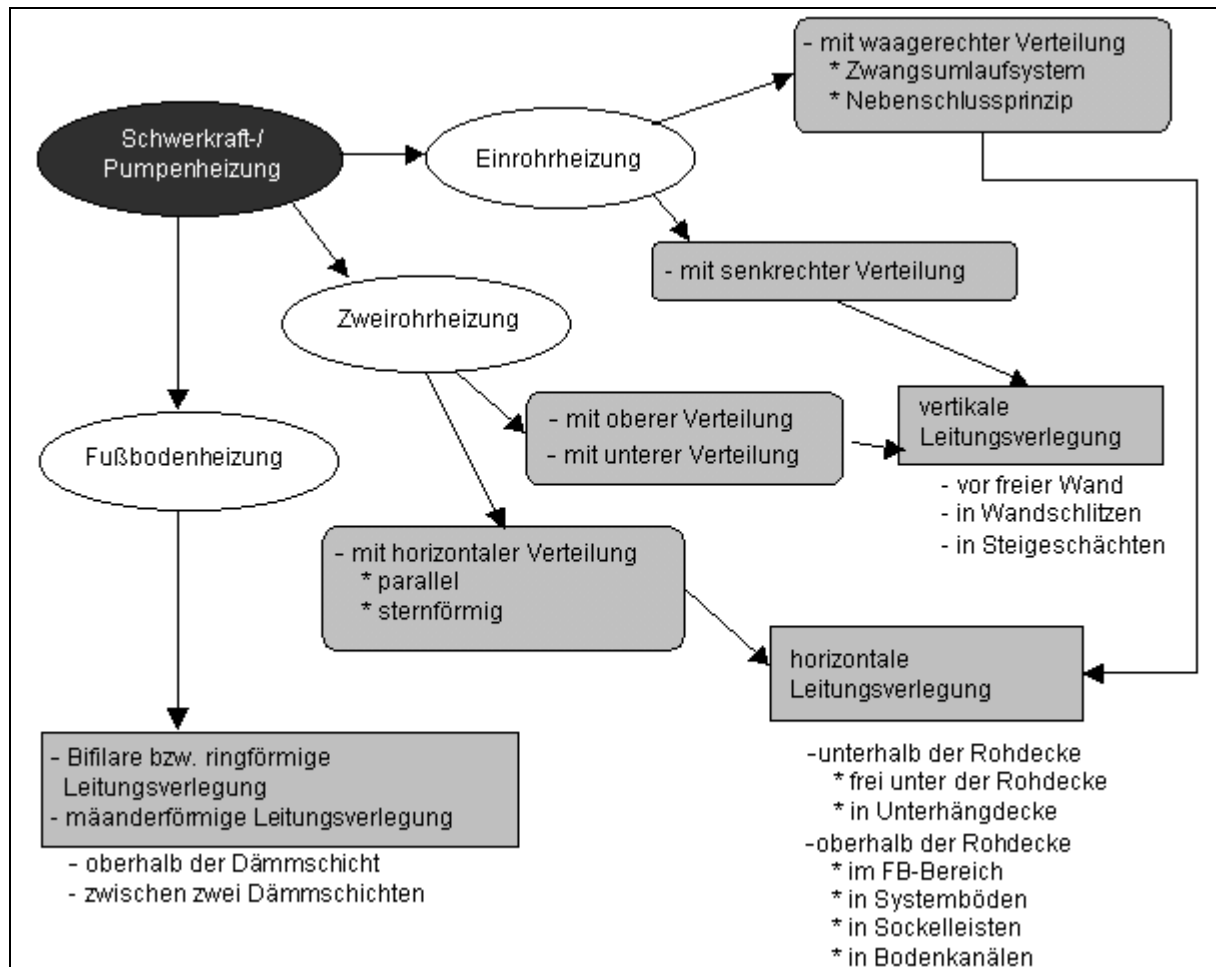 - mit waagerechter Verteilung
* Zwangsumlaufsystem
* Nebenschlussprinzip
Schwerkraft-/
Pumpenheizung
Einrohrheizung
- mit senkrechter Verteilung
Zweirohrheizung
- mit oberer Verteilung
- mit unterer Verteilung
vertikale
Leitungsverlegung
- vor freier Wand
- in Wandschlitzen
- in Steigeschächten
Fußbodenheizung
- mit horizontaler Verteilung
* parallel
* sternförmig
horizontale
Leitungsverlegung
-unterhalb der Rohdecke
* frei unter der Rohdecke
* in Unterhängdecke
-oberhalb der Rohdecke
* im FB-Bereich
* in Systemböden
* in Sockelleisten
* in Bodenkanälen
- Bifilare bzw. ringförmige
Leitungsverlegung
- mäanderförmige Leitungsverlegung
- oberhalb der Dämmschicht
- zwischen zwei Dämmschichten